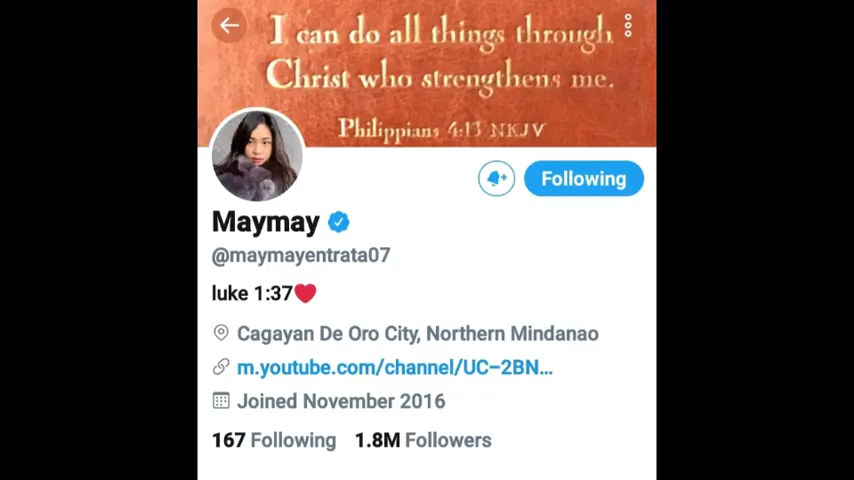 I can do all things through
Christ who strengthens me.
Philippians 4:13 NKJV
Following
Maymay
@maymayentrata07
luke 1:37❤️
Cagayan De Oro City, Northern Mindanao
m.youtube.com/channel/UC-2BN...
Joined November 2016
167 Following 1.8M Followers